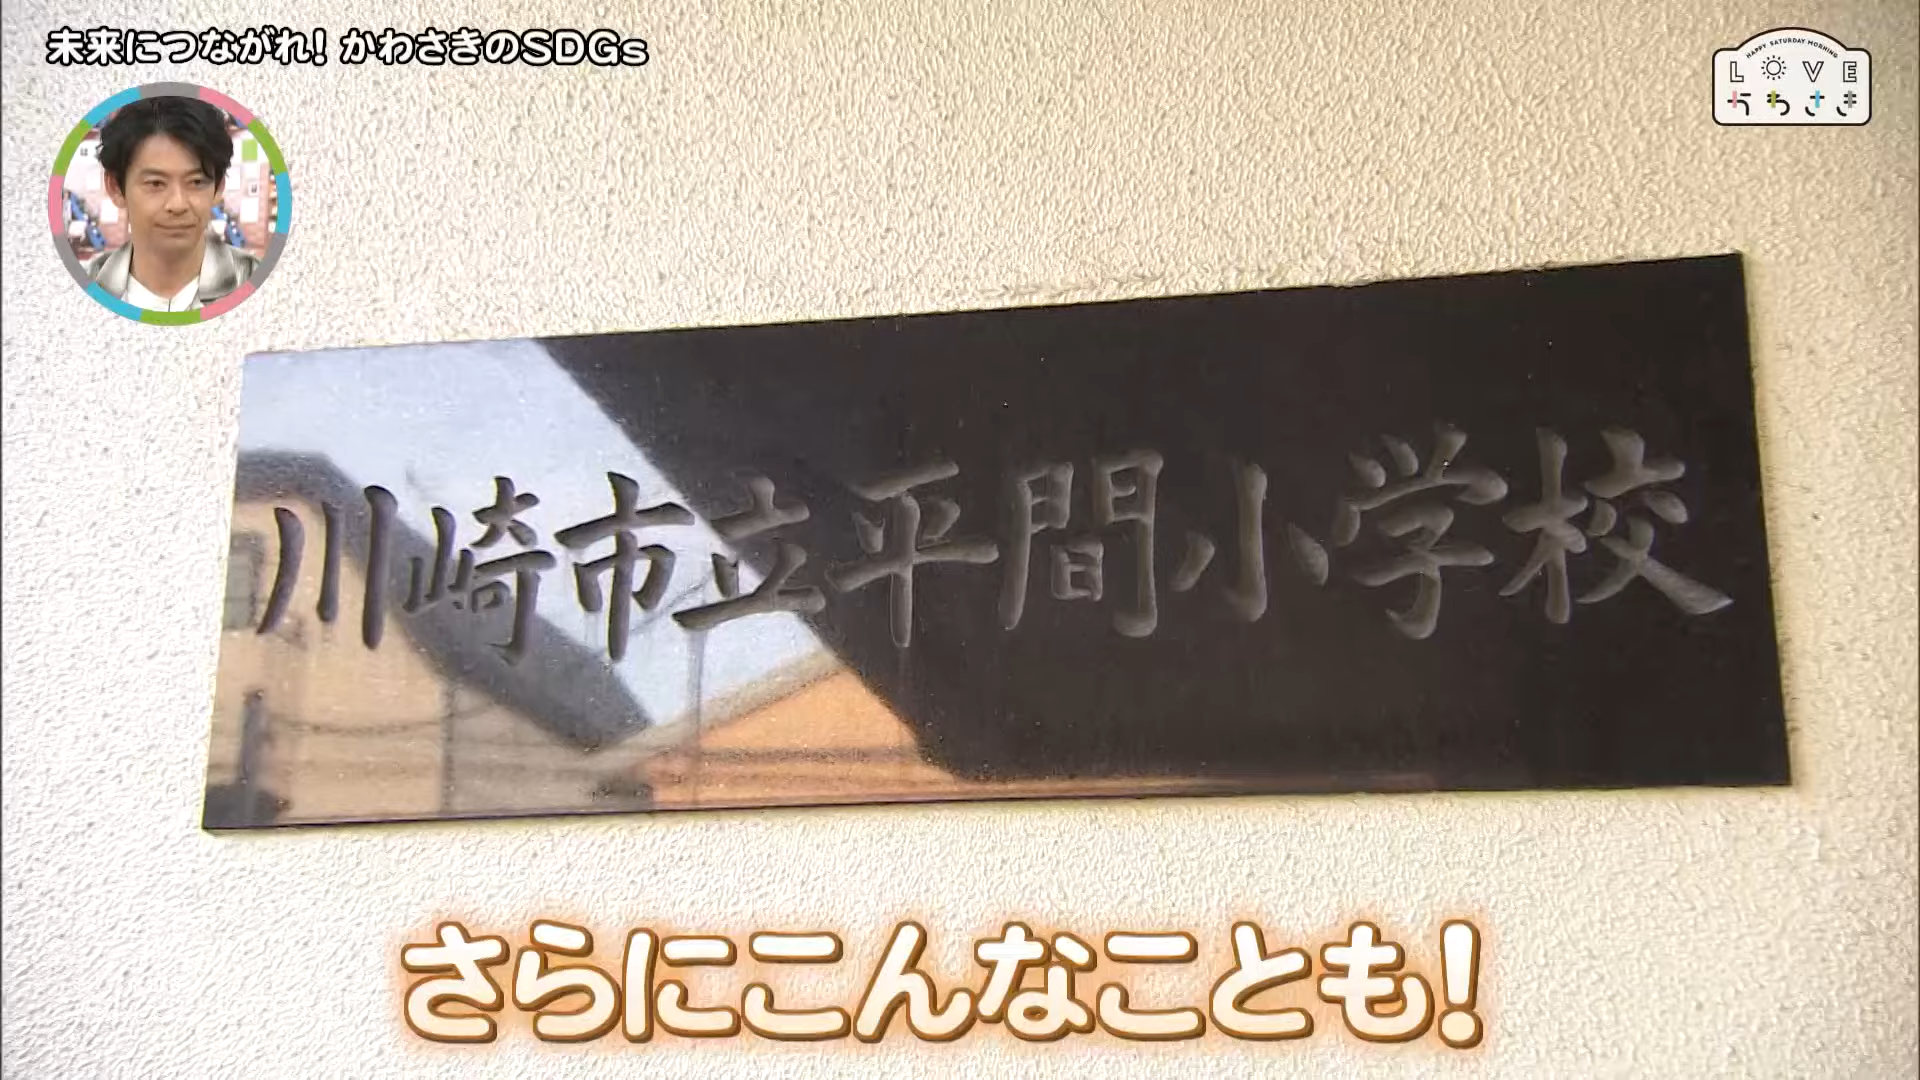 未来につながれ！かわさきのSDGs
HAPPY SATURDAY MORNING
LOVE
かわさき
川崎市立平間小学校
さらにこんなことも！